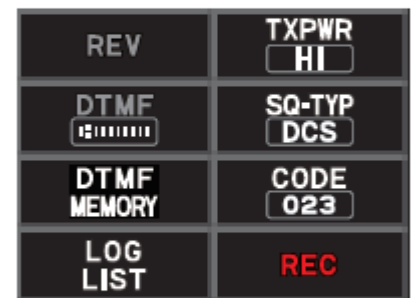 REV
TXPWR
HI
DTMF
SQ-TYP
DCS
DTMF
MEMORY
CODE
023
LOG
LIST
REC